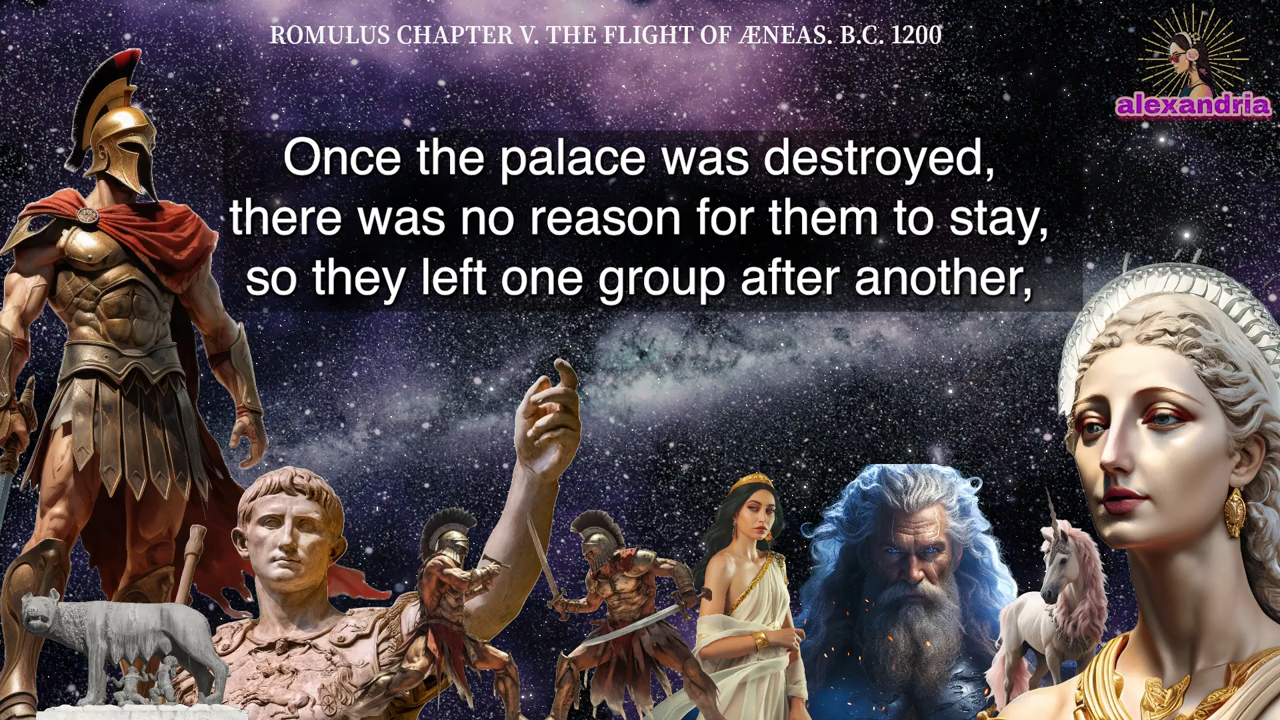 ROMULUS CHAPTER V. THE FLIGHT OF ÆNEAS. B.C. 1200
alexandria
Once the palace was destroyed,
there was no reason for them to stay,
so they left one group after another,